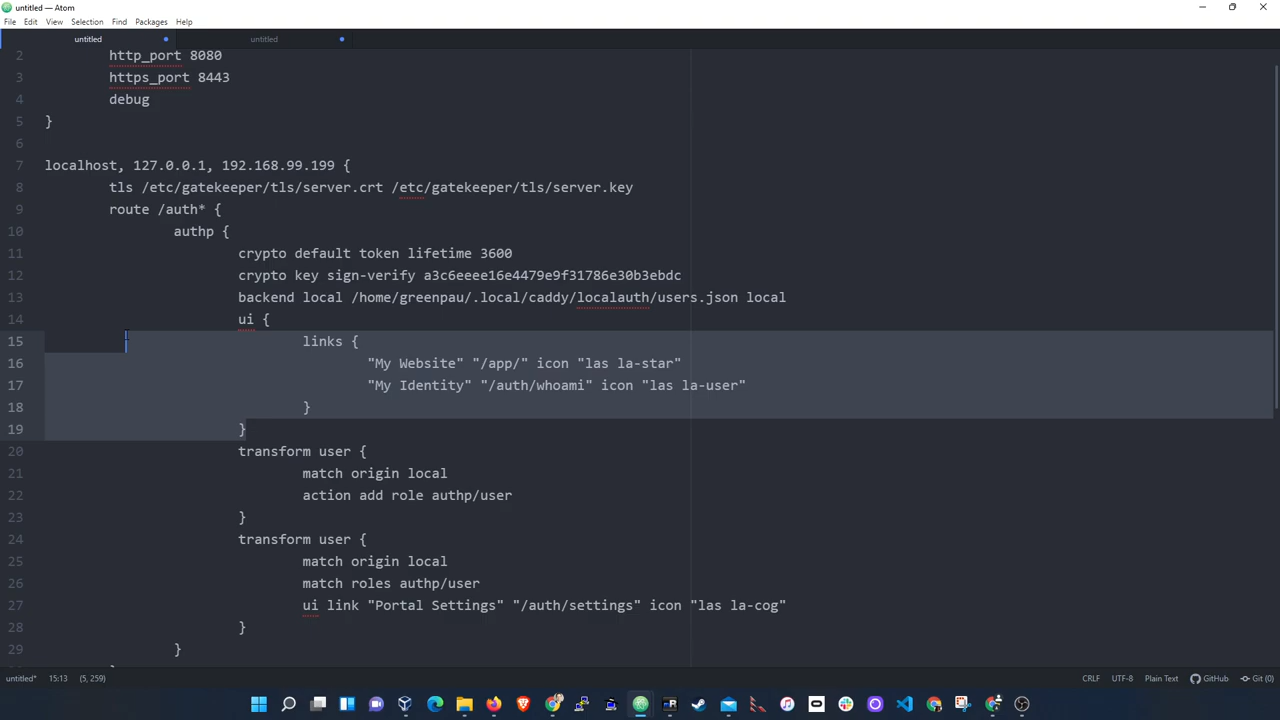 untitled — Atom
File Edit View Selection Find Packages Help
untitled untitled
2 http_port 8080
3 https_port 8443
4 debug
5 }
6
7 localhost, 127.0.0.1, 192.168.99.199 {
8 tls /etc/gatekeeper/tls/server.crt /etc/gatekeeper/tls/server.key
9 route /auth* {
10 authp {
11 crypto default token lifetime 3600
12 crypto key sign-verify a3c6eeee16e4479e9f31786e30b3ebdc
13 backend local /home/greenpau/.local/caddy/localauth/users.json local
14 ui {
15 links {
16 "My Website" "/app/" icon "las la-star"
17 "My Identity" "/auth/whoami" icon "las la-user"
18 }
19 }
20 transform user {
21 match origin local
22 action add role authp/user
23 }
24 transform user {
25 match origin local
26 match roles authp/user
27 ui link "Portal Settings" "/auth/settings" icon "las la-cog"
28 }
29 }
untitled* 15:13 (5, 259) CRLF UTF-8 Plain Text GitHub Git (0)